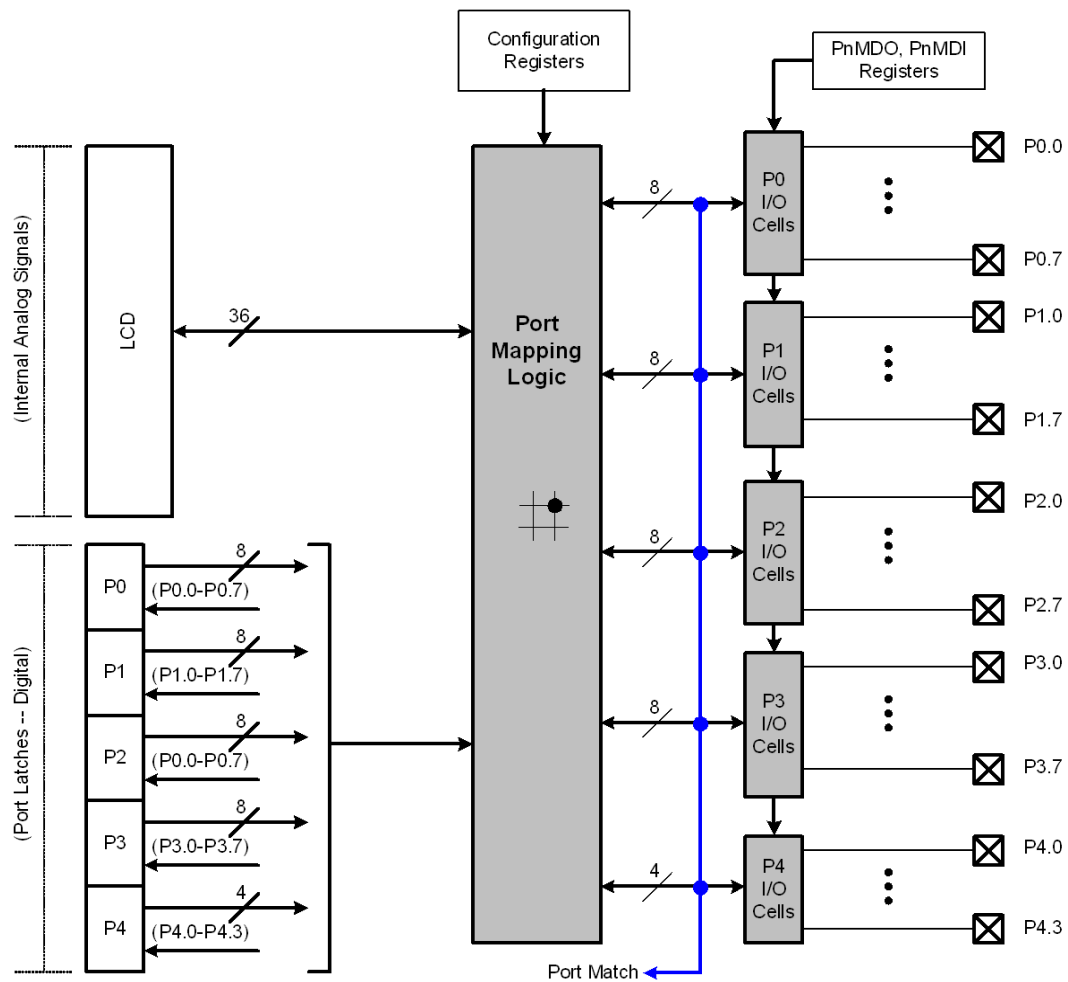 Configuration
Registers
PnMDO, PnMDI
Registers
(Internal Analog Signals)
LCD
36
Port
Mapping
Logic
8
P0
I/O
Cells
P0.0
P0.7
8
P1
I/O
Cells
P1.0
P1.7
8
P2
I/O
Cells
P2.0
P2.7
8
P3
I/O
Cells
P3.0
P3.7
4
P4
I/O
Cells
P4.0
P4.3
(Port Latches -- Digital)
P0
8
(P0.0-P0.7)
P1
8
(P1.0-P1.7)
P2
8
(P0.0-P0.7)
P3
8
(P3.0-P3.7)
P4
4
(P4.0-P4.3)
Port Match